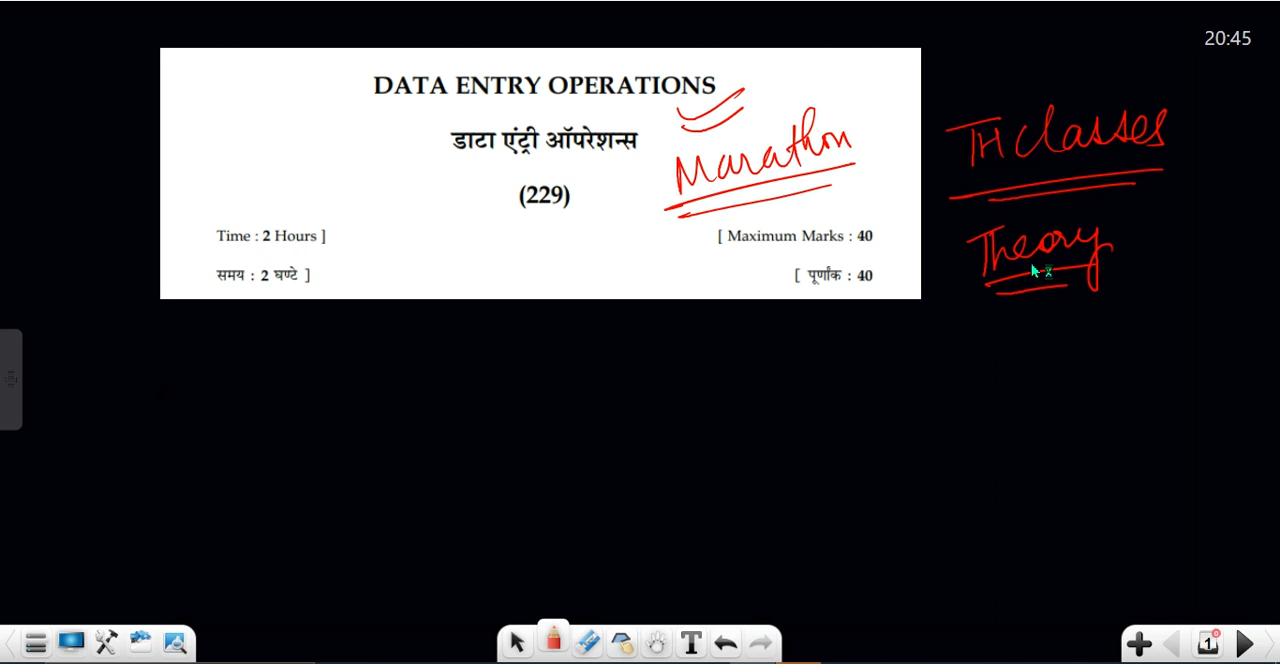 20:45
DATA ENTRY OPERATIONS
डाटा एंट्री ऑपरेशन्स
Marathon
(229)
Time : 2 Hours ]
[ Maximum Marks : 40
समय : 2 घण्टे ]
[ पूर्णांक : 40
TH Classes
Theory
T
1